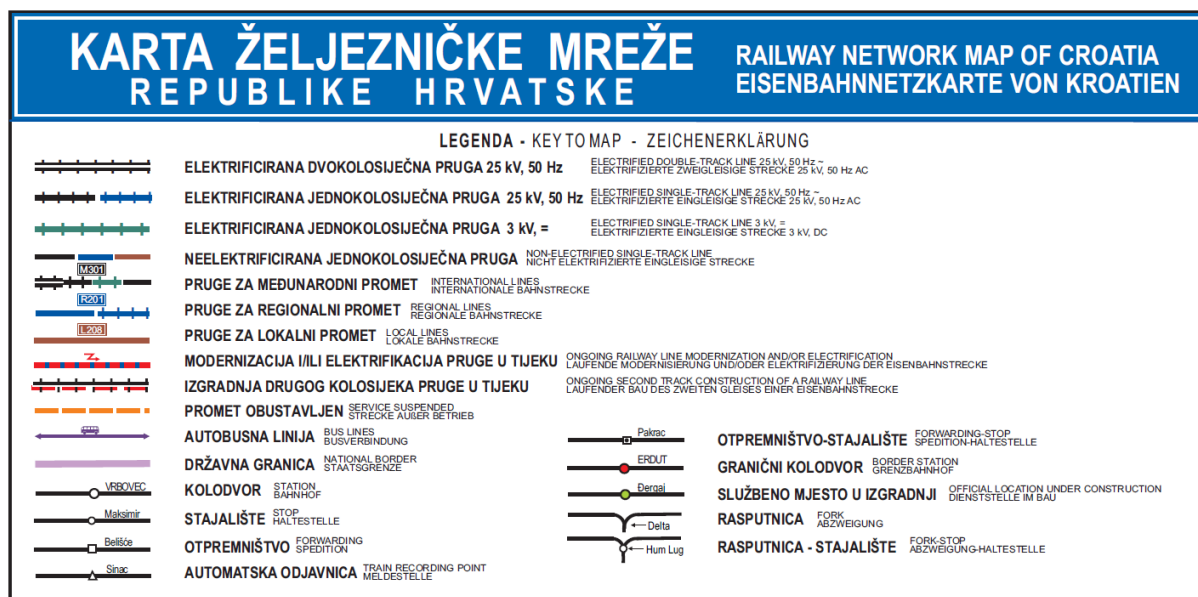 KARTA ŽELJEZNIČKE MREŽE
REPUBLIKE HRVATSKE
RAILWAY NETWORK MAP OF CROATIA
EISENBAHNNETZKARTE VON KROATIEN
LEGENDA - KEY TO MAP - ZEICHENERKLÄRUNG
ELEKTRIFICIRANA DVOKOLOSIJEČNA PRUGA 25 kV, 50 Hz
ELECTRIFIED DOUBLE-TRACK LINE 25 kV, 50 Hz ~
ELEKTRIFIZIERTE ZWEIGLEISIGE STRECKE 25 kV, 50 Hz AC
ELEKTRIFICIRANA JEDNOKOLOSIJEČNA PRUGA 25 kV, 50 Hz
ELECTRIFIED SINGLE-TRACK LINE 25 kV, 50 Hz ~
ELEKTRIFIZIERTE EINGLEISIGE STRECKE 25 kV, 50 Hz AC
ELEKTRIFICIRANA JEDNOKOLOSIJEČNA PRUGA 3 kV, =
ELECTRIFIED SINGLE-TRACK LINE 3 kV, =
ELEKTRIFIZIERTE EINGLEISIGE STRECKE 3 kV, DC
NEELEKTRIFICIRANA JEDNOKOLOSIJEČNA PRUGA
NON-ELECTRIFIED SINGLE-TRACK LINE
NICHT ELEKTRIFIZIERTE EINGLEISIGE STRECKE
M301
PRUGE ZA MEĐUNARODNI PROMET
INTERNATIONAL LINES
INTERNATIONALE BAHNSTRECKE
R201
PRUGE ZA REGIONALNI PROMET
REGIONAL LINES
REGIONALE BAHNSTRECKE
L208
PRUGE ZA LOKALNI PROMET
LOCAL LINES
LOKALE BAHNSTRECKE
MODERNIZACIJA I/ILI ELEKTRIFIKACIJA PRUGE U TIJEKU
ONGOING RAILWAY LINE MODERNIZATION AND/OR ELECTRIFICATION
LAUFENDE MODERNISIERUNG UND/ODER ELEKTRIFIZIERUNG DER EISENBAHNSTRECKE
IZGRADNJA DRUGOG KOLOSIJEKA PRUGE U TIJEKU
ONGOING SECOND TRACK CONSTRUCTION OF A RAILWAY LINE
LAUFENDER BAU DES ZWEITEN GLEISES EINER EISENBAHNSTRECKE
PROMET OBUSTAVLJEN
SERVICE SUSPENDED
STRECKE AUßER BETRIEB
AUTOBUSNA LINIJA
BUS LINES
BUSVERBINDUNG
DRŽAVNA GRANICA
NATIONAL BORDER
STAATSGRENZE
VRBOVEC
KOLODVOR
STATION
BAHNHOF
Maksimir
STAJALIŠTE
STOP
HALTESTELLE
Belišće
OTPREMNIŠTVO
FORWARDING
SPEDITION
Sinac
AUTOMATSKA ODJAVNICA
TRAIN RECORDING POINT
MELDESTELLE
Pakrac
OTPREMNIŠTVO-STAJALIŠTE
FORWARDING-STOP
SPEDITION-HALTESTELLE
ERDUT
GRANIČNI KOLODVOR
BORDER STATION
GRENZBAHNHOF
Đergaj
SLUŽBENO MJESTO U IZGRADNJI
OFFICIAL LOCATION UNDER CONSTRUCTION
DIENSTSTELLE IM BAU
Delta
RASPUTNICA
FORK
ABZWEIGUNG
Hum Lug
RASPUTNICA - STAJALIŠTE
FORK-STOP
ABZWEIGUNG-HALTESTELLE